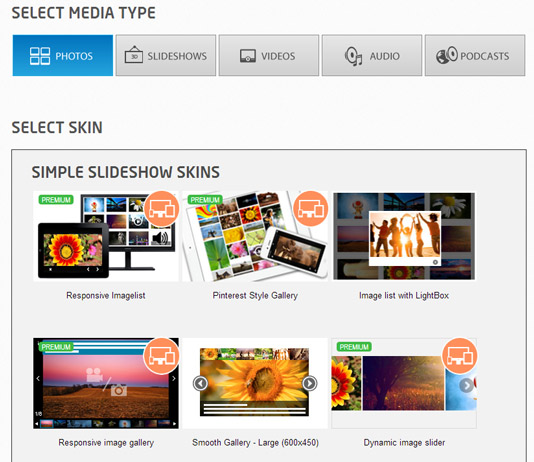 SELECT MEDIA TYPE
PHOTOS
3D SLIDESHOWS
VIDEOS
AUDIO
PODCASTS
SELECT SKIN
SIMPLE SLIDESHOW SKINS
PREMIUM
PREMIUM
Responsive Imagelist
Pinterest Style Gallery
Image list with LightBox
PREMIUM
PREMIUM
1/8
Responsive image gallery
Smooth Gallery - Large (600x450)
Dynamic image slider